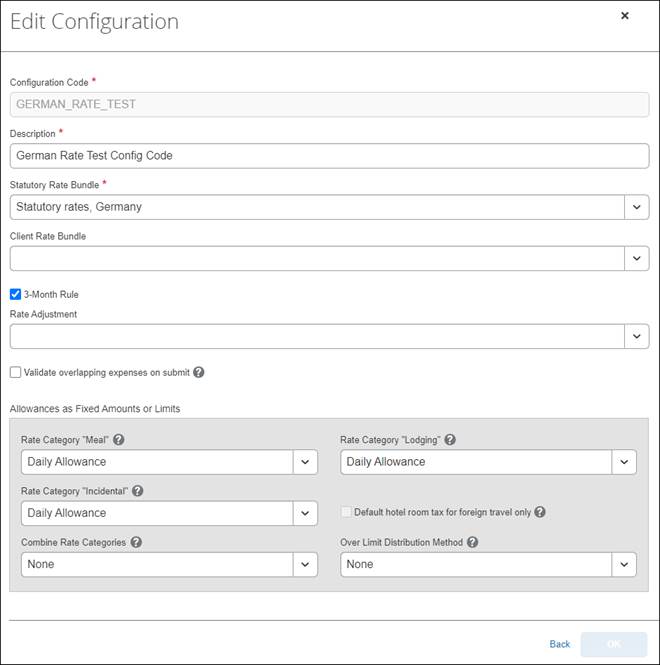 Edit Configuration
×
Configuration Code *
GERMAN_RATE_TEST
Description *
German Rate Test Config Code
Statutory Rate Bundle *
Statutory rates, Germany
Client Rate Bundle
3-Month Rule
Rate Adjustment
Validate overlapping expenses on submit ?
Allowances as Fixed Amounts or Limits
Rate Category "Meal" ? Rate Category "Lodging" ?
Daily Allowance Daily Allowance
Rate Category "Incidental" ?
Daily Allowance Default hotel room tax for foreign travel only ?
Combine Rate Categories ? Over Limit Distribution Method ?
None None
Back OK